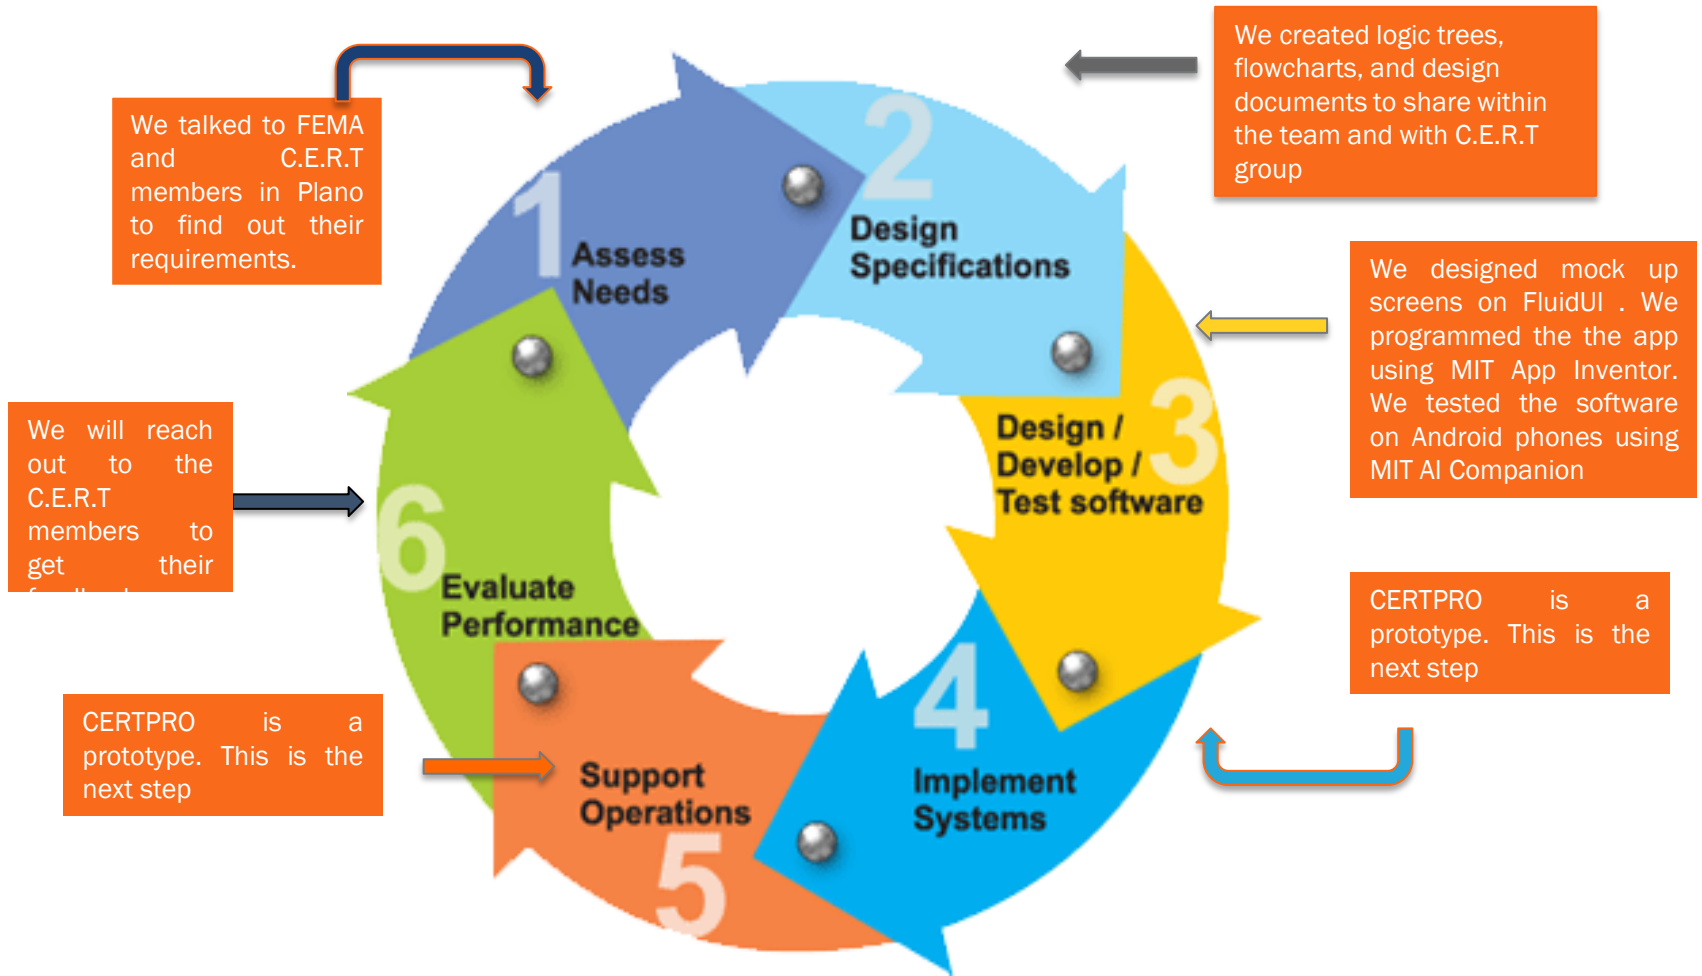 We talked to FEMA
and C.E.R.T
members in Plano
to find out their
requirements.
1
Assess
Needs
We created logic trees,
flowcharts, and design
documents to share within
the team and with C.E.R.T
group
2
Design
Specifications
We designed mock up
screens on FluidUI . We
programmed the the app
using MIT App Inventor.
We tested the software
on Android phones using
MIT AI Companion
3
Design /
Develop /
Test software
CERTPRO is a
prototype. This is the
next step
4
Implement
Systems
CERTPRO is a
prototype. This is the
next step
Support
Operations
5
We will reach
out to the
C.E.R.T
members to
get their
6
Evaluate
Performance